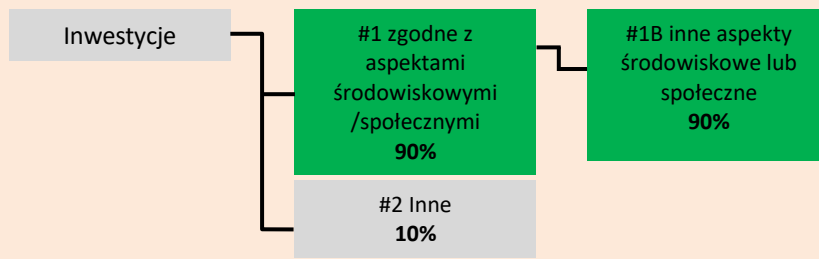 Inwestycje
#1 zgodne z
aspektami
środowiskowymi
/społecznymi
90%
#1B inne aspekty
środowiskowe lub
społeczne
90%
#2 Inne
10%